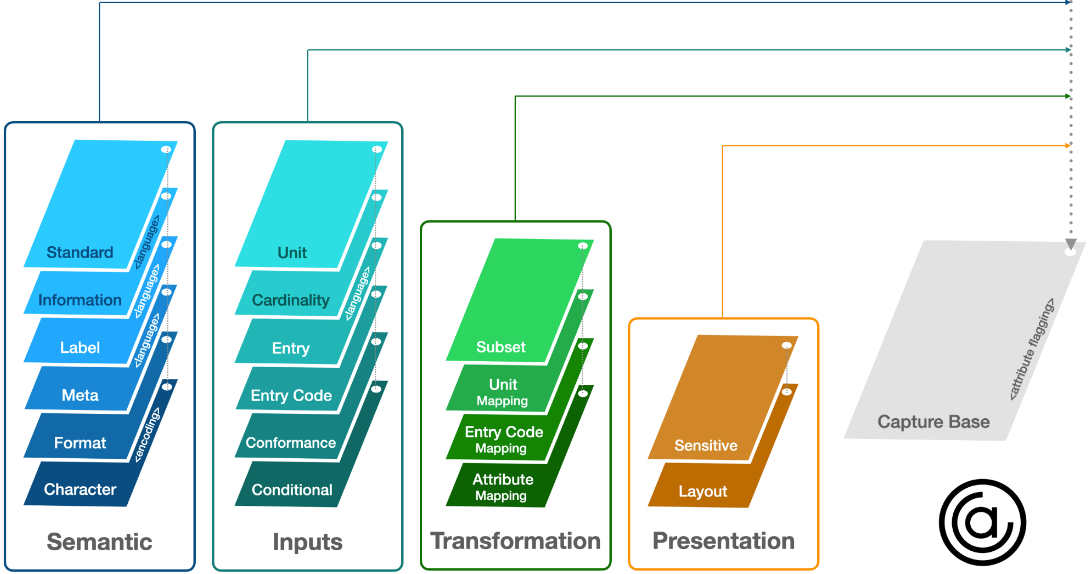 Standard
<language>
Information
<language>
Label
<language>
Meta
Format
<encoding>
Character
Semantic
Unit
Cardinality
<language>
Entry
Entry Code
Conformance
Conditional
Inputs
Subset
Unit
Mapping
Entry Code
Mapping
Attribute
Mapping
Transformation
Sensitive
Layout
Presentation
<attribute flagging>
Capture Base
a